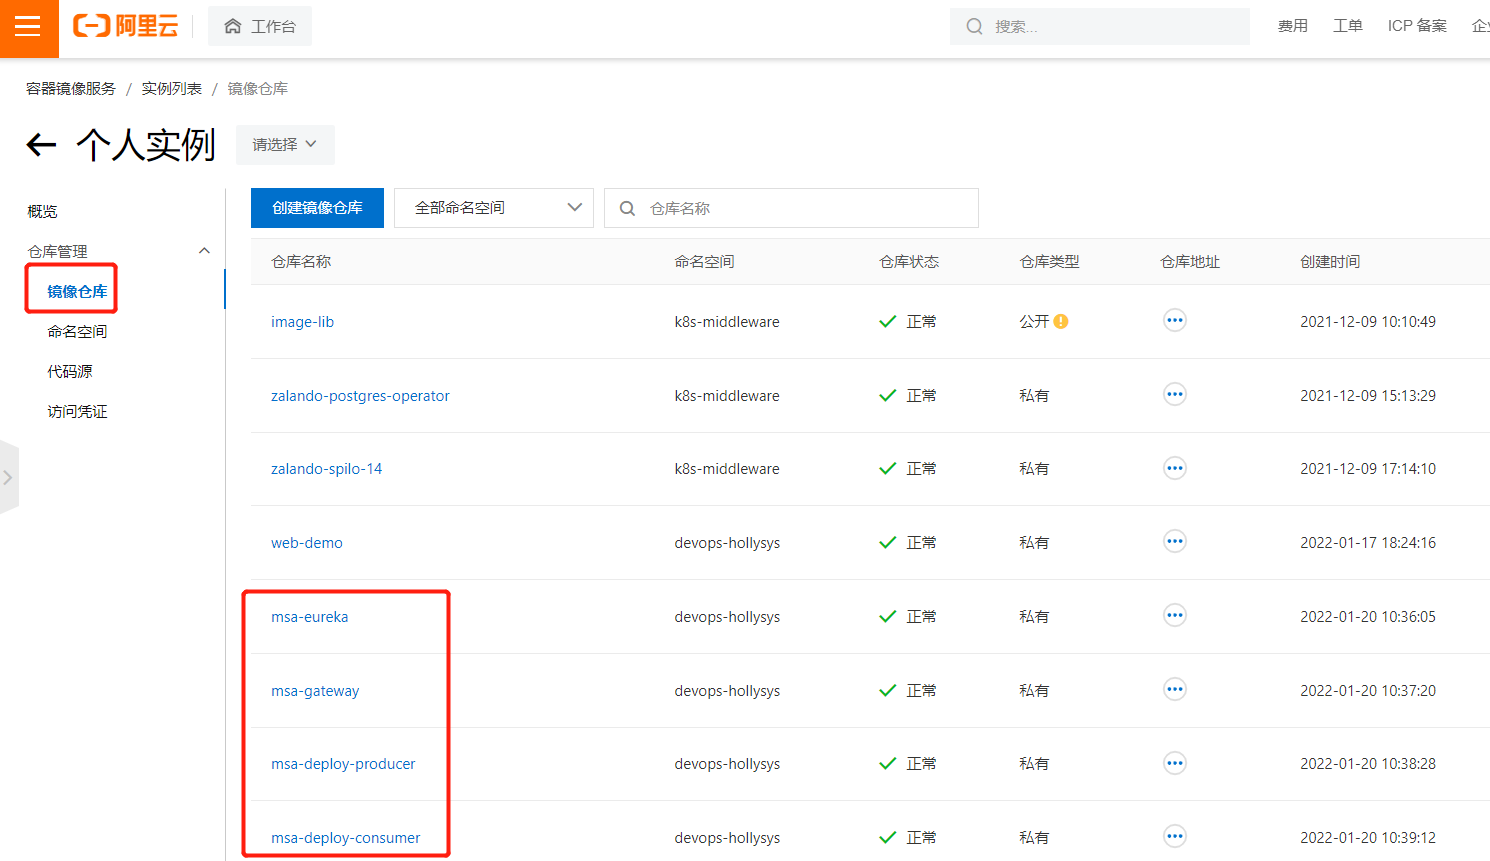 阿里云 工作台 搜索... 费用 工单 ICP 备案
容器镜像服务 / 实例列表 / 镜像仓库
个人实例 请选择
概览
仓库管理
镜像仓库
命名空间
代码源
访问凭证
创建镜像仓库 全部命名空间 仓库名称
仓库名称 命名空间 仓库状态 仓库类型 仓库地址 创建时间
image-lib k8s-middleware 正常 公开 2021-12-09 10:10:49
zalando-postgres-operator k8s-middleware 正常 私有 2021-12-09 15:13:29
zalando-spilo-14 k8s-middleware 正常 私有 2021-12-09 17:14:10
web-demo devops-hollysys 正常 私有 2022-01-17 18:24:16
msa-eureka devops-hollysys 正常 私有 2022-01-20 10:36:05
msa-gateway devops-hollysys 正常 私有 2022-01-20 10:37:20
msa-deploy-producer devops-hollysys 正常 私有 2022-01-20 10:38:28
msa-deploy-consumer devops-hollysys 正常 私有 2022-01-20 10:39:12